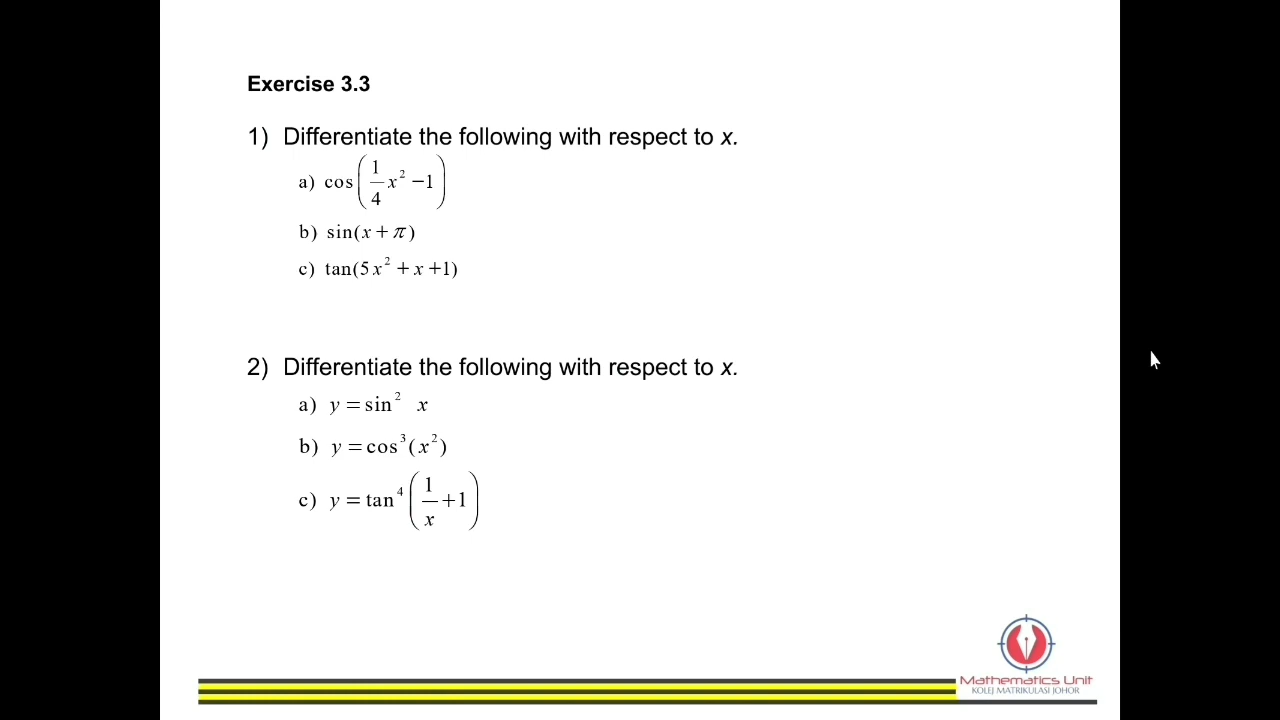 Exercise 3.3
1) Differentiate the following with respect to x.
a) cos(1/4 x² −1)
b) sin(x + π)
c) tan(5x² + x +1)
2) Differentiate the following with respect to x.
a) y = sin² x
b) y = cos³(x²)
c) y = tan⁴(1/x +1)
Mathematics Unit
KOLEJ MATRIKULASI JOHOR